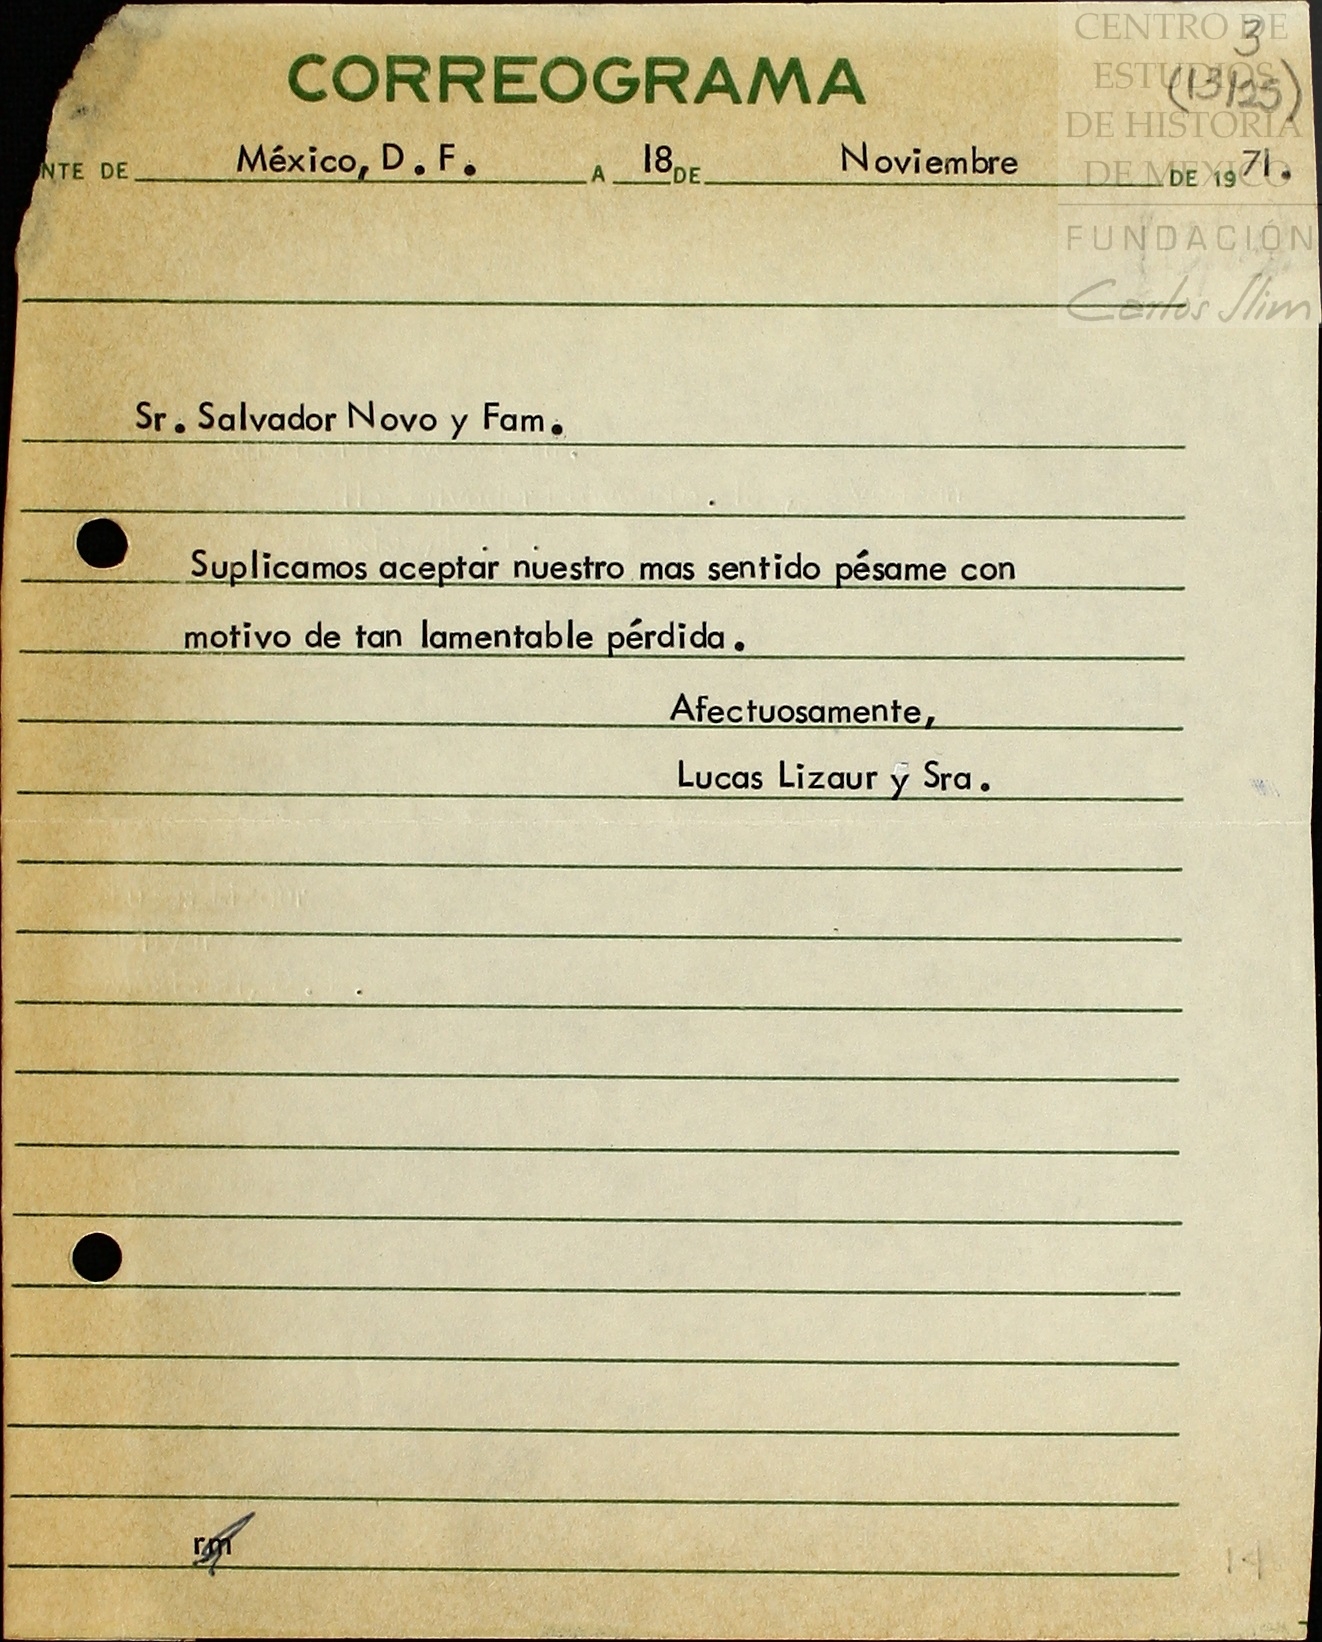 CENTRO DE
ESTUDIOS
DE HISTORIA
DE MEXICO
FUNDACIÓN
Carlos Slim
3
(13/25)
CORREOGRAMA
NTE DE México, D. F. A 18 DE Noviembre DE 1971.
Sr. Salvador Novo y Fam.
Suplicamos aceptar nuestro mas sentido pésame con
motivo de tan lamentable pérdida.
Afectuosamente,
Lucas Lizaur y Sra.
rm
14